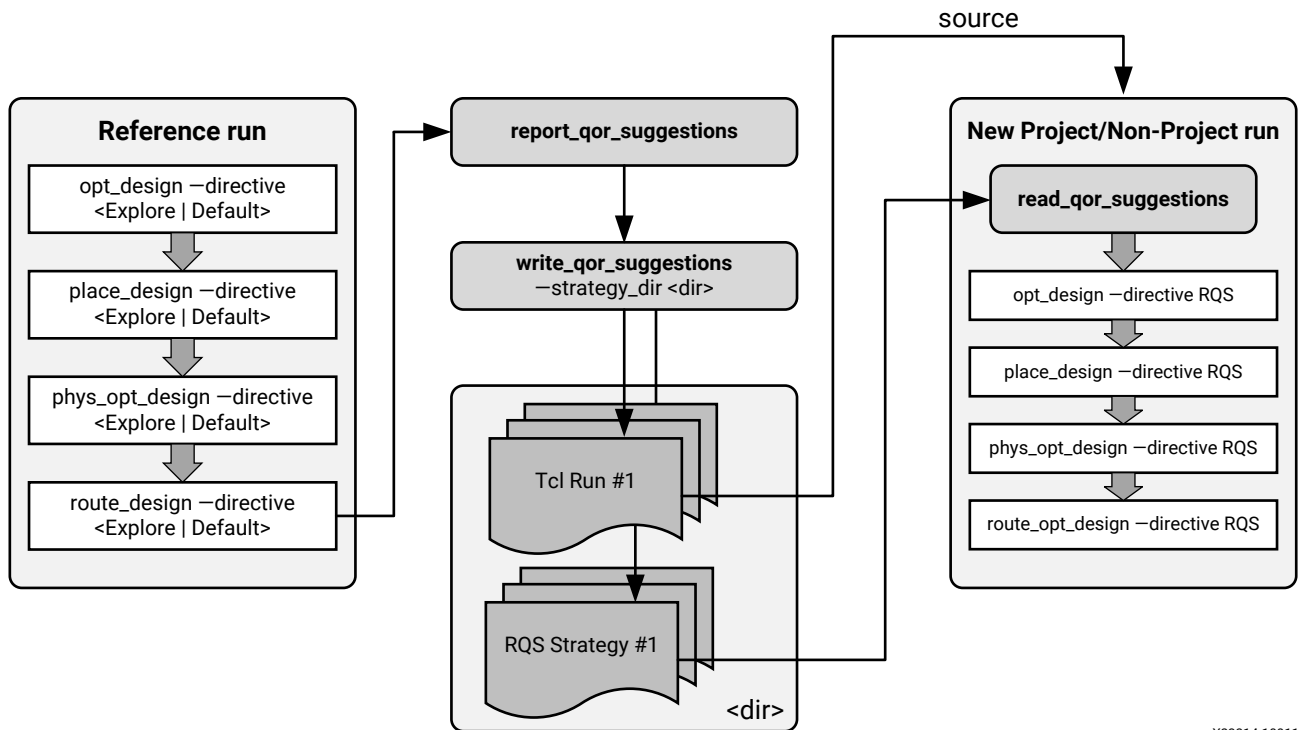 source
Reference run
opt_design —directive
<Explore | Default>
place_design —directive
<Explore | Default>
phys_opt_design —directive
<Explore | Default>
route_design —directive
<Explore | Default>
report_qor_suggestions
write_qor_suggestions
—strategy_dir <dir>
Tcl Run #1
RQS Strategy #1
<dir>
New Project/Non-Project run
read_qor_suggestions
opt_design —directive RQS
place_design —directive RQS
phys_opt_design —directive RQS
route_opt_design —directive RQS